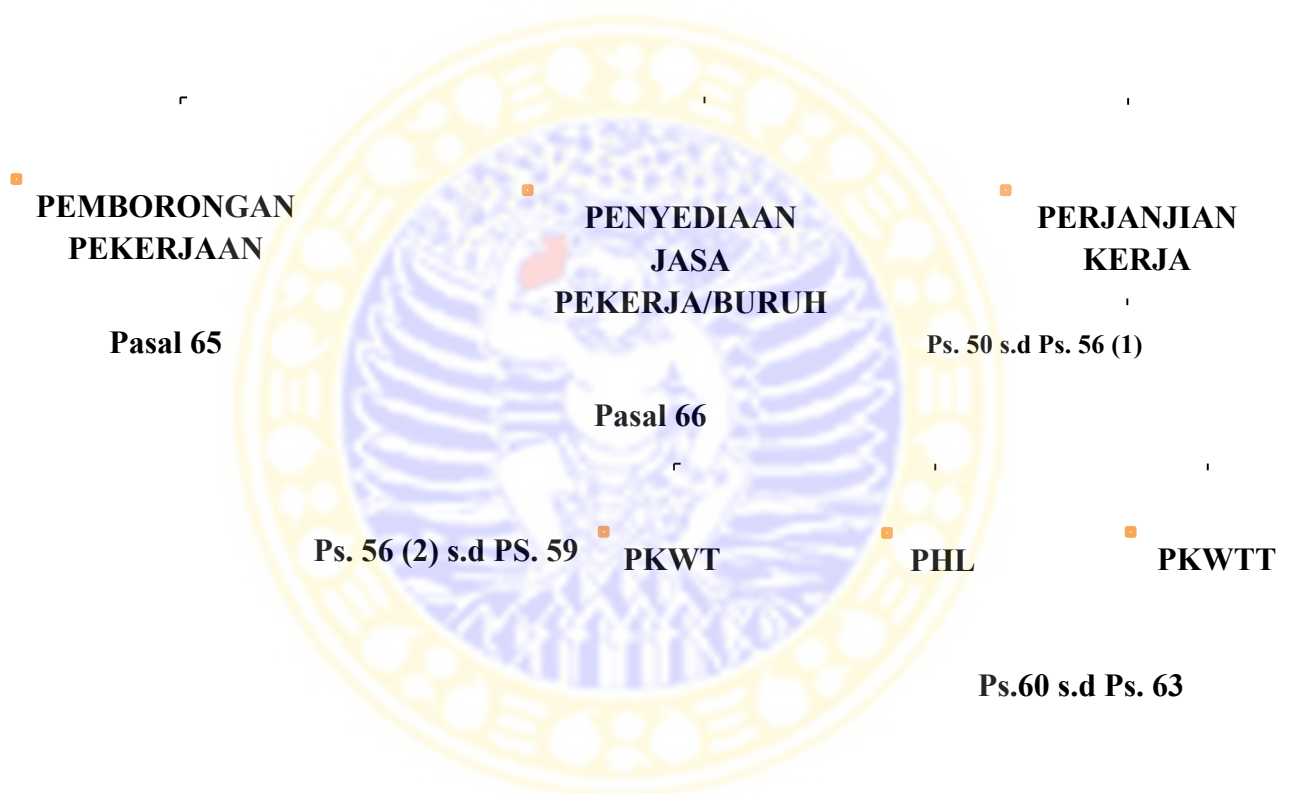 PEMBORONGAN
PEKERJAAN
PENYEDIAAN
JASA
PEKERJA/BURUH
PERJANJIAN
KERJA
Pasal 65
Ps. 50 s.d Ps. 56 (1)
Pasal 66
Ps. 56 (2) s.d PS. 59
PKWT
PHL
PKWTT
Ps.60 s.d Ps. 63